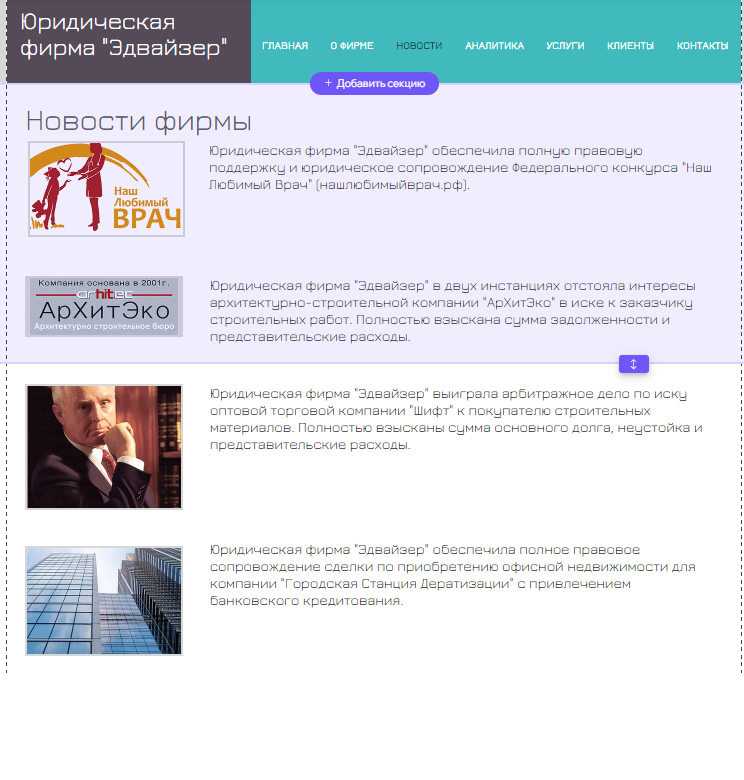 Юридическая
фирма "Эдвайзер"
ГЛАВНАЯ О ФИРМЕ НОВОСТИ АНАЛИТИКА УСЛУГИ КЛИЕНТЫ КОНТАКТЫ
+ Добавить секцию
Новости фирмы
Наш
Любимый
ВРАЧ
Юридическая фирма "Эдвайзер" обеспечила полную правовую
поддержку и юридическое сопровождение Федерального конкурса "Наш
Любимый Врач" (нашлюбимыйврач.рф).
Компания основана в 2001г.
arhitec
АрХитЭко
Архитектурно строительное бюро
Юридическая фирма "Эдвайзер" в двух инстанциях отстояла интересы
архитектурно-строительной компании "АрХитЭко" в иске к заказчику
строительных работ. Полностью взыскана сумма задолженности и
представительские расходы.
Юридическая фирма "Эдвайзер" выиграла арбитражное дело по иску
оптовой торговой компании "Шифт" к покупателю строительных
материалов. Полностью взысканы сумма основного долга, неустойка и
представительские расходы.
Юридическая фирма "Эдвайзер" обеспечила полное правовое
сопровождение сделки по приобретению офисной недвижимости для
компании "Городская Станция Дератизации" с привлечением
банковского кредитования.